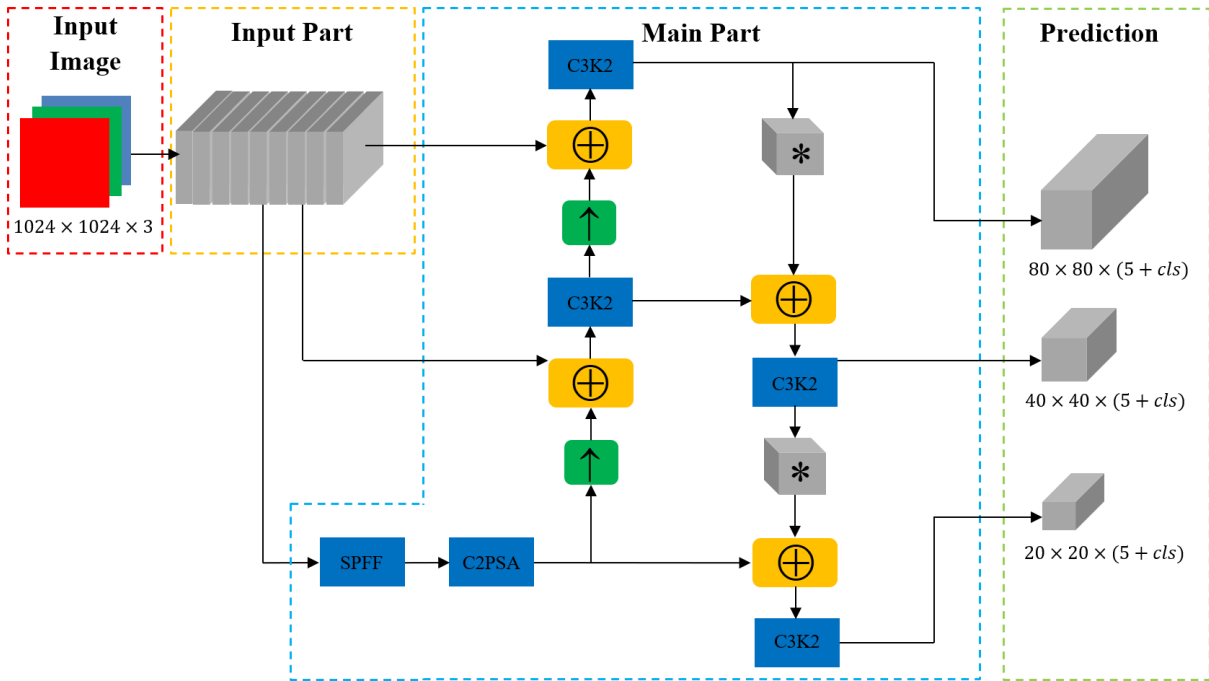 Input
Image
Input Part
Main Part
Prediction
1024 × 1024 × 3
C3K2
⊕
*
↑
80 × 80 × (5 + cls)
C3K2
⊕
⊕
C3K2
40 × 40 × (5 + cls)
↑
*
SPFF
C2PSA
⊕
20 × 20 × (5 + cls)
C3K2